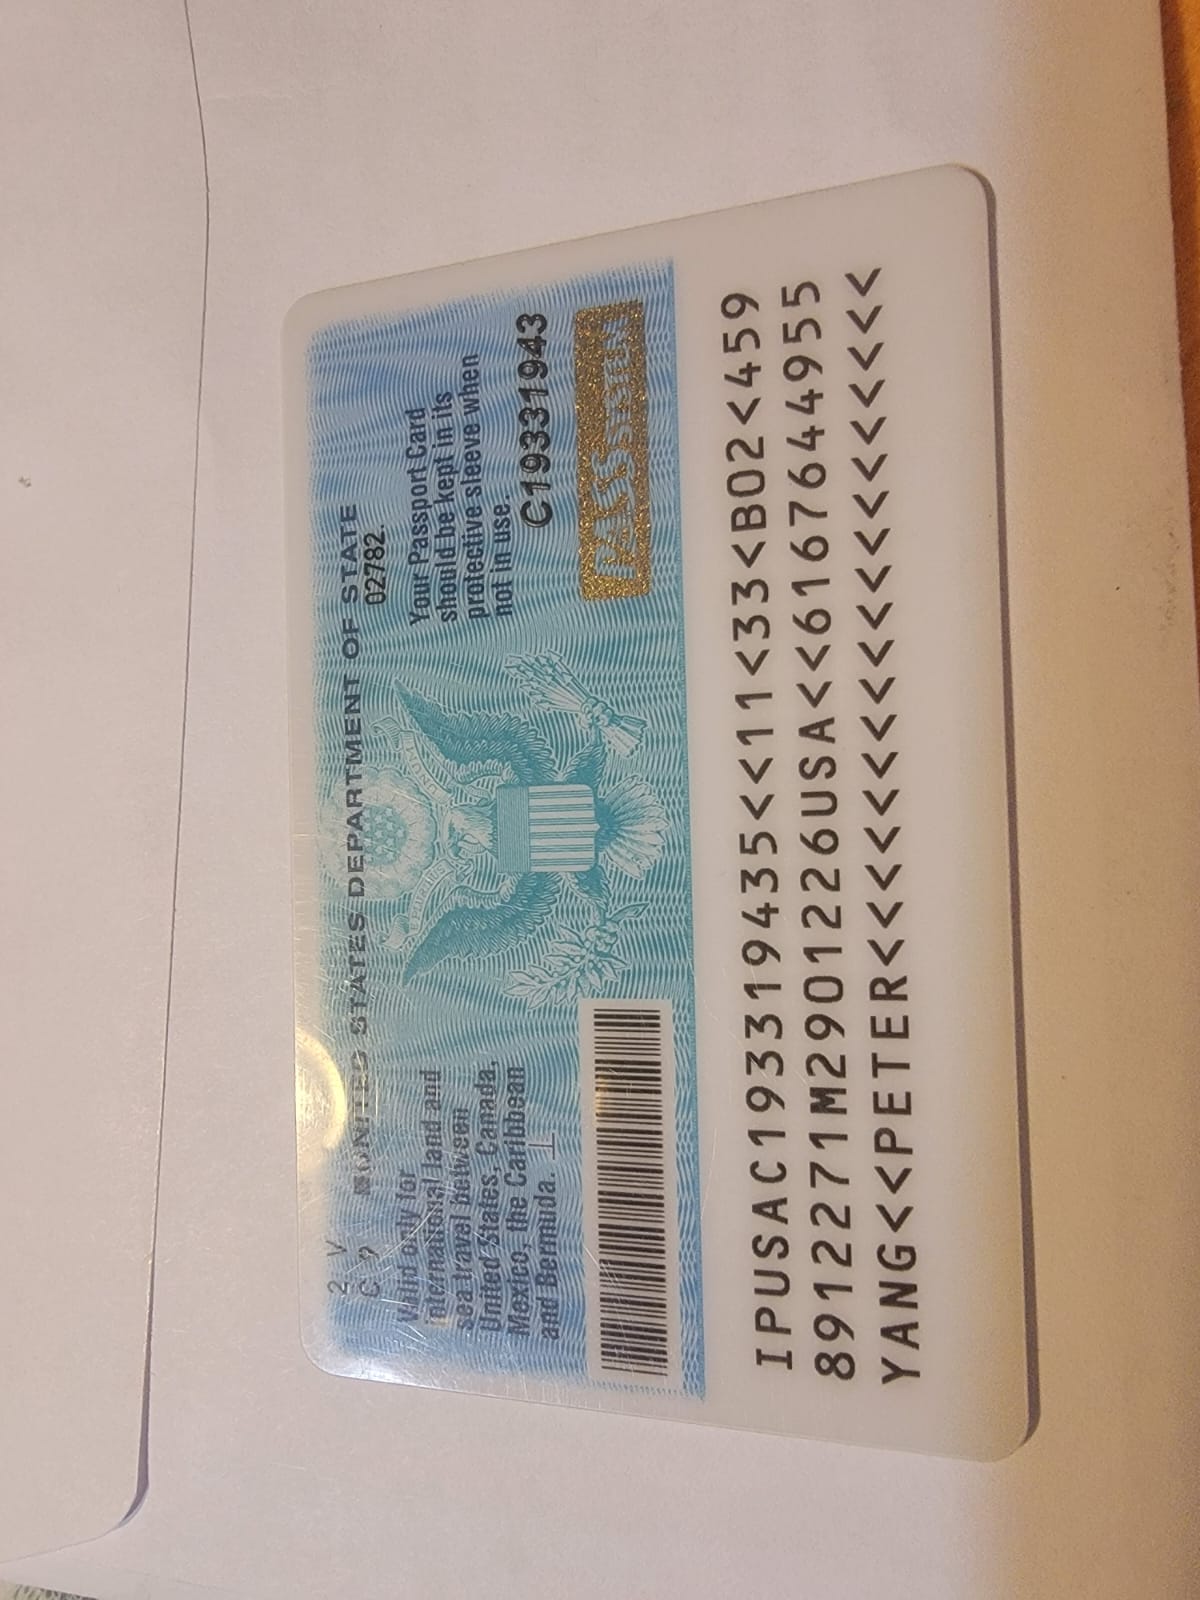 UNITED STATES DEPARTMENT OF STATE
02782
Valid only for
international land and
sea travel between
United States, Canada,
Mexico, the Caribbean
and Bermuda.
Your Passport Card
should be kept in its
protective sleeve when
not in use.
C19331943
IPUSAC193319435<<11<33<B02<459
8912271M2901226USA<<6167644955
YANG<<PETER<<<<<<<<<<<<<<<<<<<